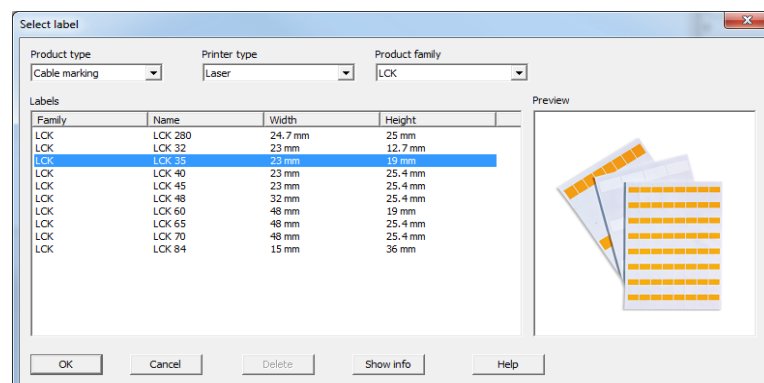 Select label
Product type Printer type Product family
Cable marking Laser LCK
Labels Preview
Family Name Width Height
LCK LCK 280 24.7 mm 25 mm
LCK LCK 32 23 mm 12.7 mm
LCK LCK 35 23 mm 19 mm
LCK LCK 40 23 mm 25.4 mm
LCK LCK 45 23 mm 25.4 mm
LCK LCK 48 32 mm 25.4 mm
LCK LCK 60 48 mm 19 mm
LCK LCK 65 48 mm 25.4 mm
LCK LCK 70 48 mm 25.4 mm
LCK LCK 84 15 mm 36 mm
OK Cancel Delete Show info Help